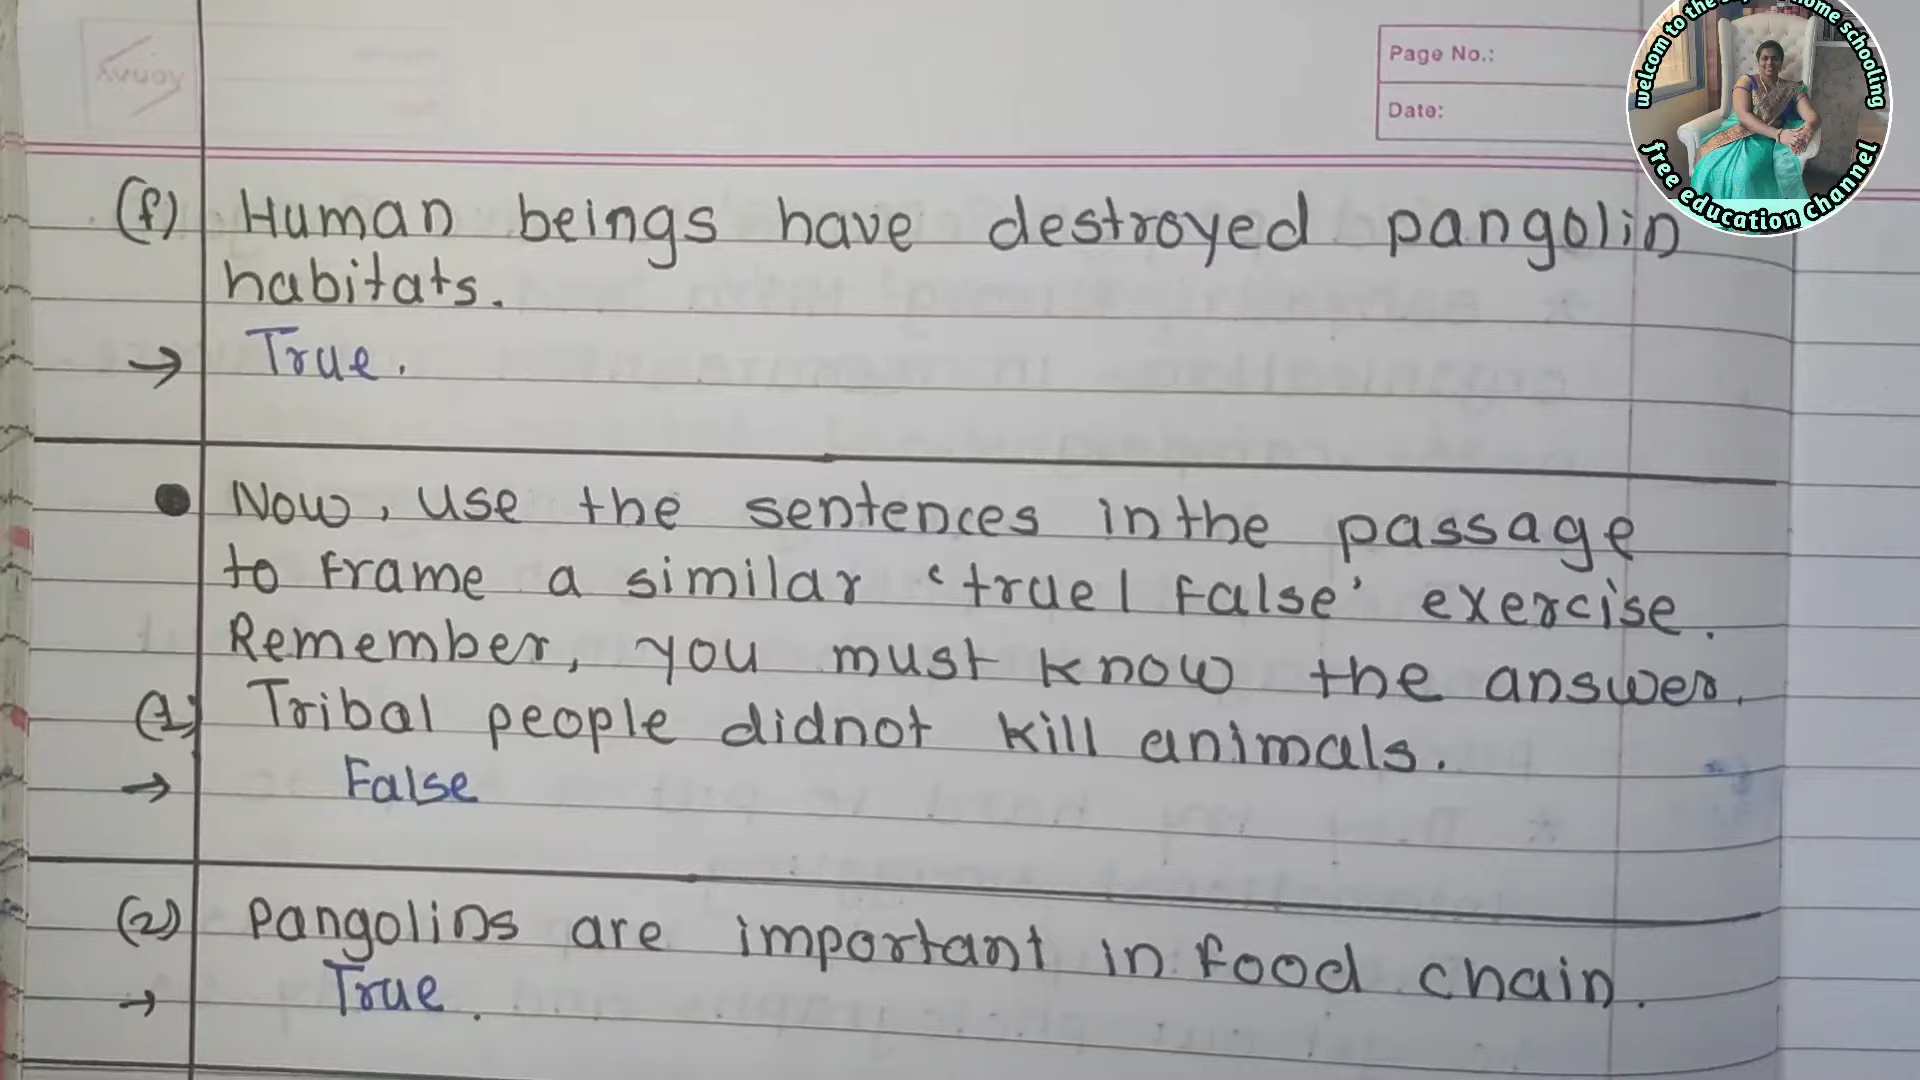 Page No.:
Date:
welcom to the home schooling
free education channel
(f) Human beings have destroyed pangolin
habitats.
→ True.
● Now, use the sentences in the passage
to frame a similar 'true/false' exercise.
Remember, you must know the answer.
(1) Tribal people didnot kill animals.
→ False
(2) Pangolins are important in food chain.
→ True.